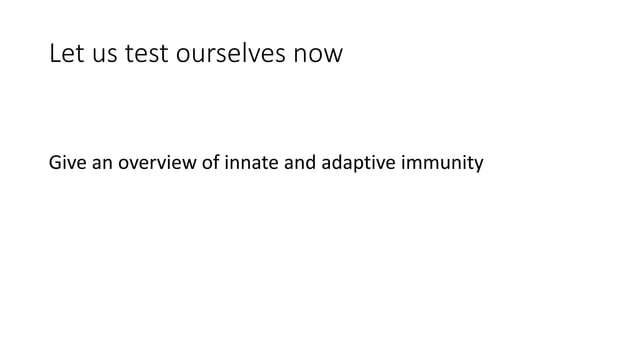 Let us test ourselves now
Give an overview of innate and adaptive immunity